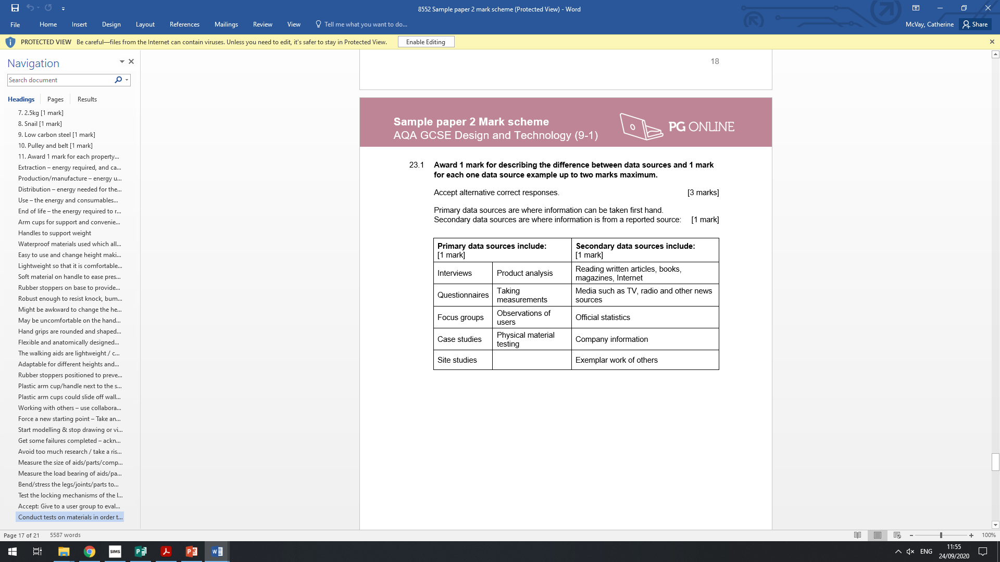 8552 Sample paper 2 mark scheme (Protected View) - Word
File Home Insert Design Layout References Mailings Review View Tell me what you want to do... McVay, Catherine Share
PROTECTED VIEW Be careful—files from the Internet can contain viruses. Unless you need to edit, it's safer to stay in Protected View. Enable Editing
Navigation
Search document
Headings Pages Results
7. 2.5kg [1 mark]
8. Snail [1 mark]
9. Low carbon steel [1 mark]
10. Pulley and belt [1 mark]
11. Award 1 mark for each property...
Extraction – energy required, and ca...
Production/manufacture – energy u...
Distribution – energy needed for the...
Use – the energy and consumables...
End of life – the energy required to r...
Arm cups for support and convenie...
Handles to support weight
Waterproof materials used which all...
Easy to use and change height maki...
Lightweight so that it is comfortable...
Soft material on handle to ease pres...
Rubber stoppers on base to provide...
Robust enough to resist knock, bum...
Might be awkward to change the he...
May be uncomfortable on the hand...
Hand grips are rounded and shaped...
Flexible and anatomically designed...
The walking aids are lightweight / c...
Adaptable for different heights and...
Rubber stoppers positioned to preve...
Plastic arm cup/handle next to the s...
Plastic arm cups could slide off wall...
Working with others – use collabora...
Force a new starting point – Take an...
Start modelling & stop drawing or vi...
Get some failures completed – ackn...
Avoid too much research / take a ris...
Measure the size of aids/parts/comp...
Measure the load bearing of aids/pa...
Bend/stress the legs/joints/parts to...
Test the locking mechanisms of the l...
Accept: Give to a user group to eval...
Conduct tests on materials in order t...
18
Sample paper 2 Mark scheme
AQA GCSE Design and Technology (9-1)
PG ONLINE
23.1 Award 1 mark for describing the difference between data sources and 1 mark
for each one data source example up to two marks maximum.
Accept alternative correct responses. [3 marks]
Primary data sources are where information can be taken first hand.
Secondary data sources are where information is from a reported source: [1 mark]
Primary data sources include:
[1 mark]
Secondary data sources include:
[1 mark]
Interviews
Product analysis
Reading written articles, books,
magazines, Internet
Questionnaires
Taking
measurements
Media such as TV, radio and other news
sources
Focus groups
Observations of
users
Official statistics
Case studies
Physical material
testing
Company information
Site studies
Exemplar work of others
Page 17 of 21 5587 words
100%
SIMS
ENG
11:55
24/09/2020